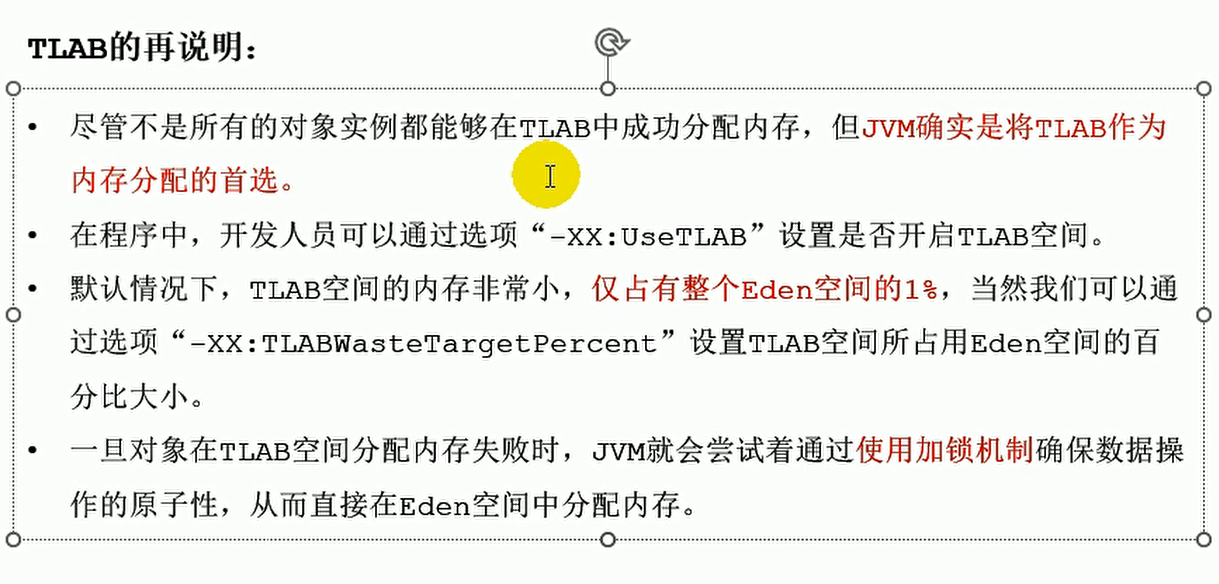 TLAB的再说明：
• 尽管不是所有的对象实例都能够在TLAB中成功分配内存，但JVM确实是将TLAB作为
内存分配的首选。
• 在程序中，开发人员可以通过选项“-XX:UseTLAB”设置是否开启TLAB空间。
• 默认情况下，TLAB空间的内存非常小，仅占有整个Eden空间的1%，当然我们可以通
过选项“-XX:TLABWasteTargetPercent”设置TLAB空间所占用Eden空间的百
分比大小。
• 一旦对象在TLAB空间分配内存失败时，JVM就会尝试着通过使用加锁机制确保数据操
作的原子性，从而直接在Eden空间中分配内存。